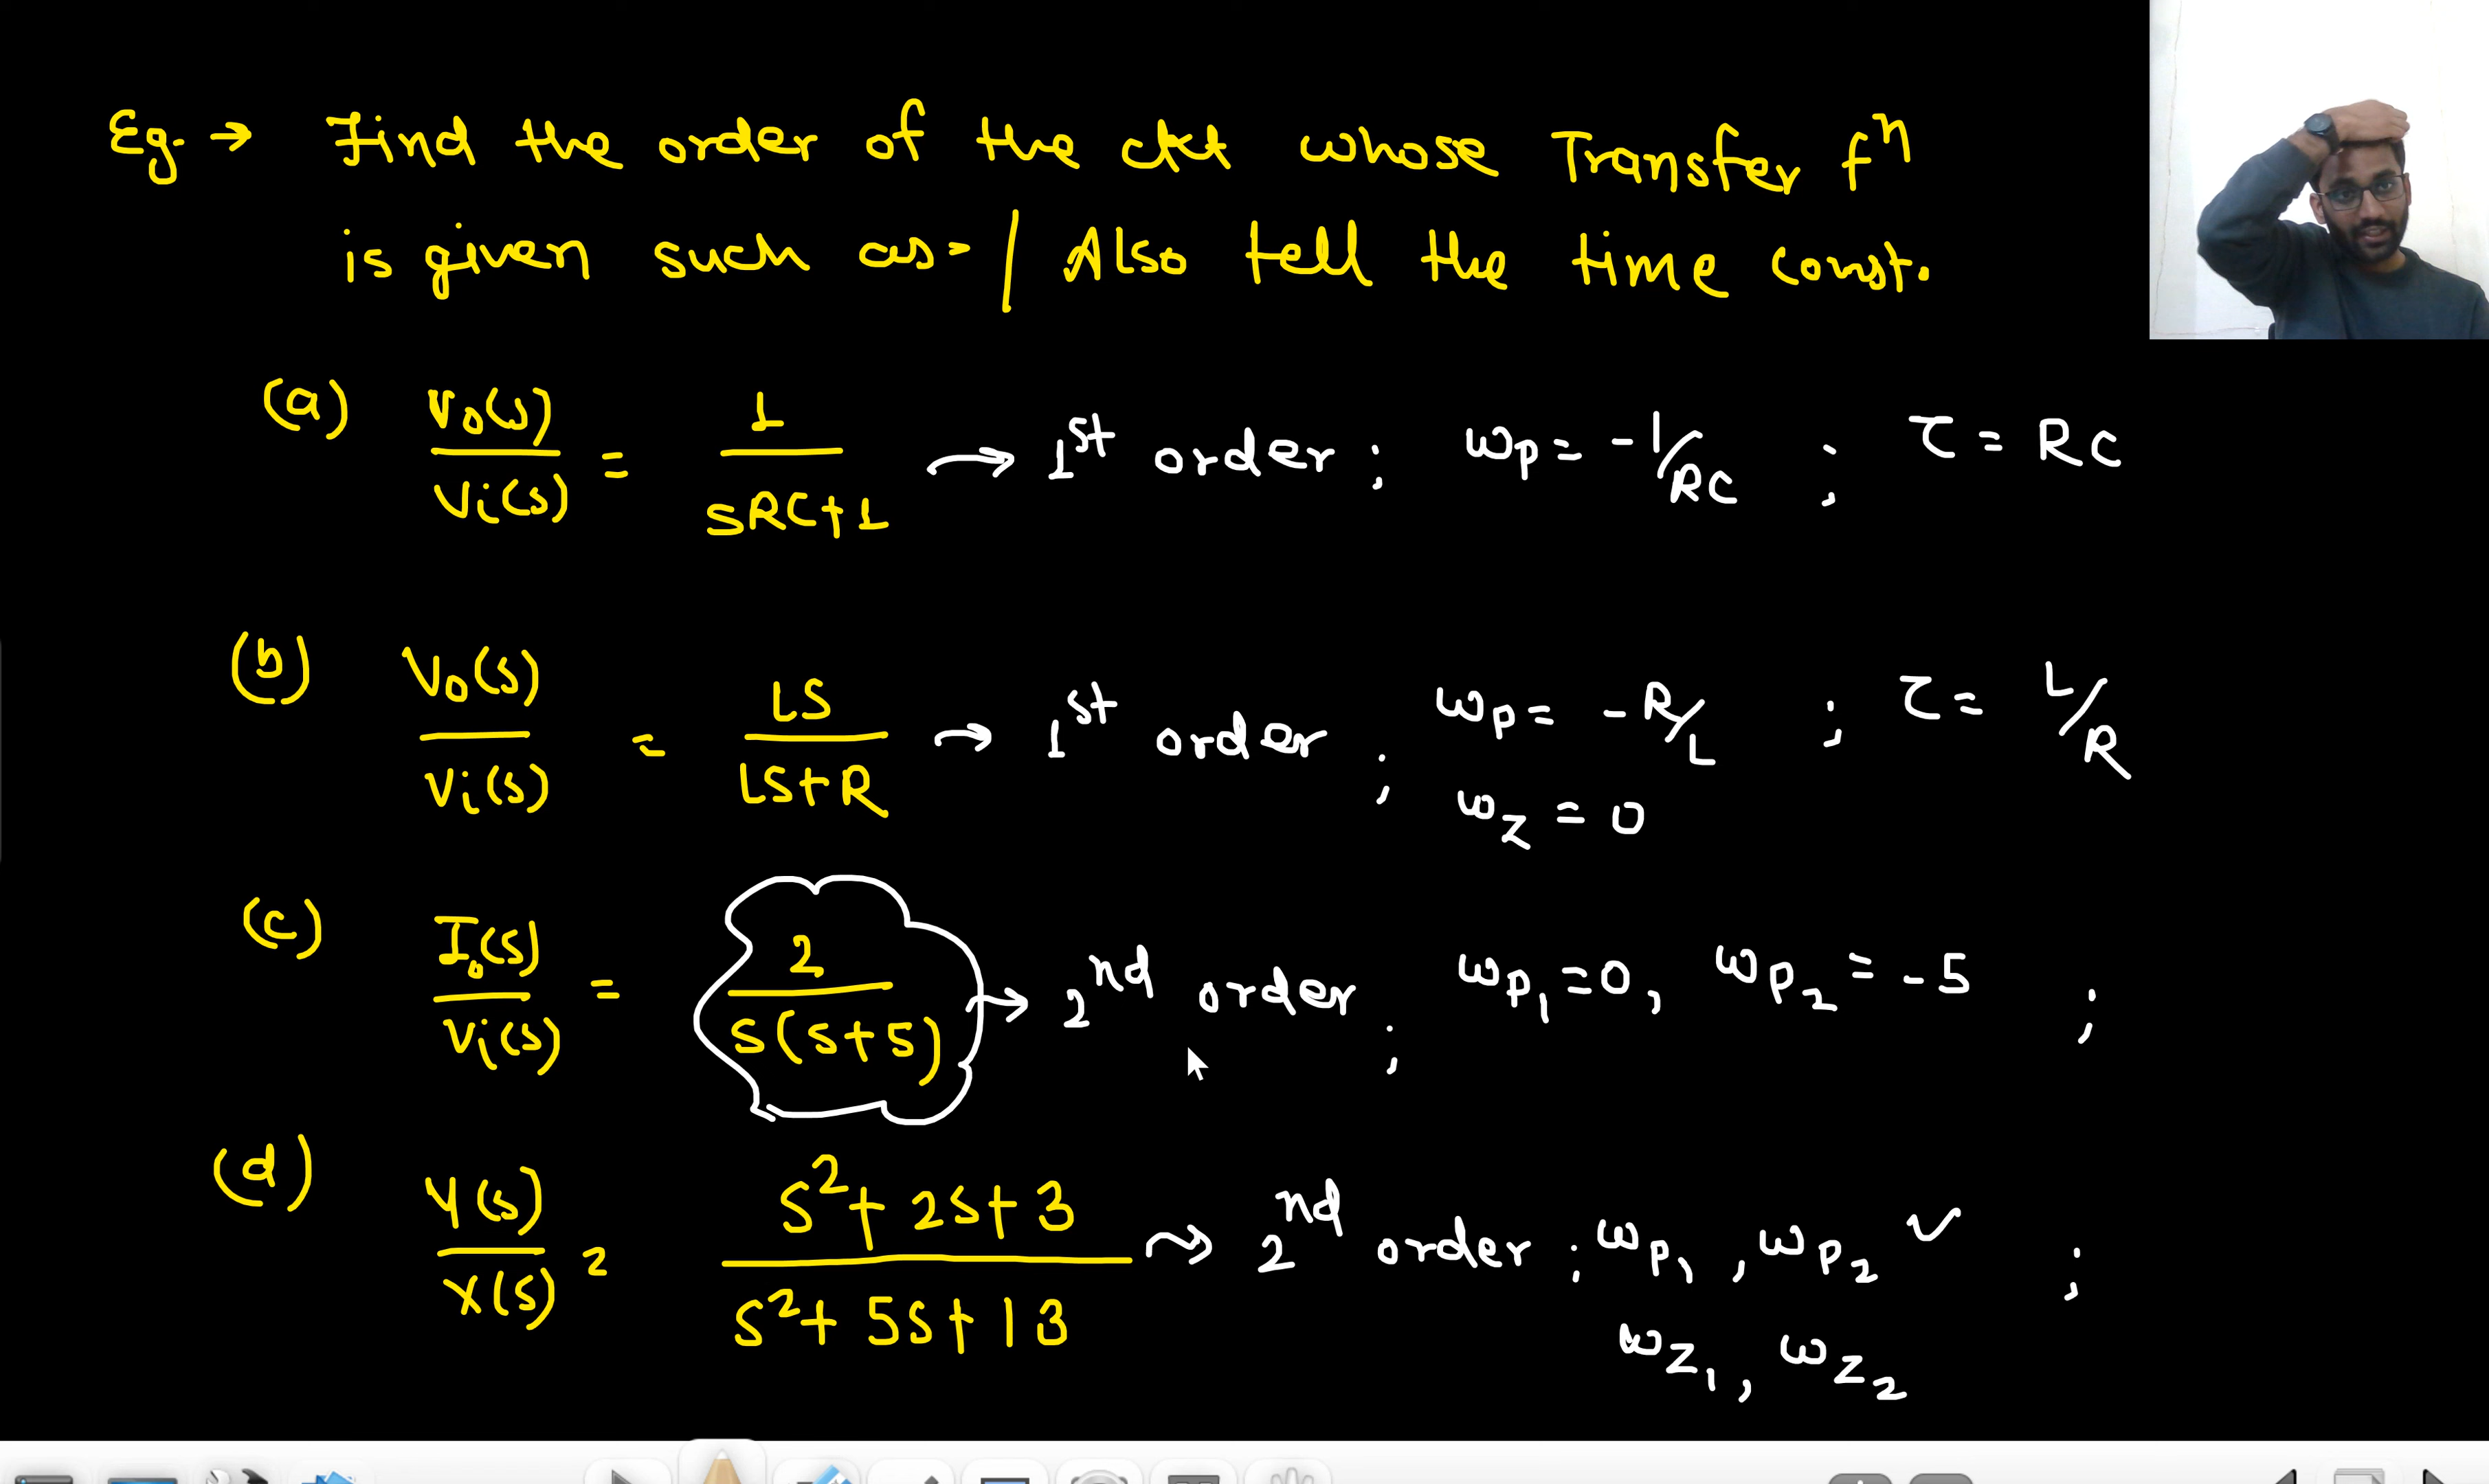 Eg. → Find the order of the ckt whose Transfer fⁿ
is given such as → | Also tell the time const.
(a) V₀(s)/Vi(s) = 1/(sRC+1) → 1st order ; ωp = -1/RC ; τ = RC
(b) V₀(s)/Vi(s) = LS/(LS+R) → 1st order ; ωp = -R/L ; τ = L/R
ωz = 0
(c) I₀(s)/Vi(s) = 2/(s(s+5)) → 2nd order ; ωp₁ = 0, ωp₂ = -5 ;
(d) Y(s)/X(s) = (s²+2s+3)/(s²+5s+13) → 2nd order ; ωp₁, ωp₂ ✓ ;
ωz₁, ωz₂